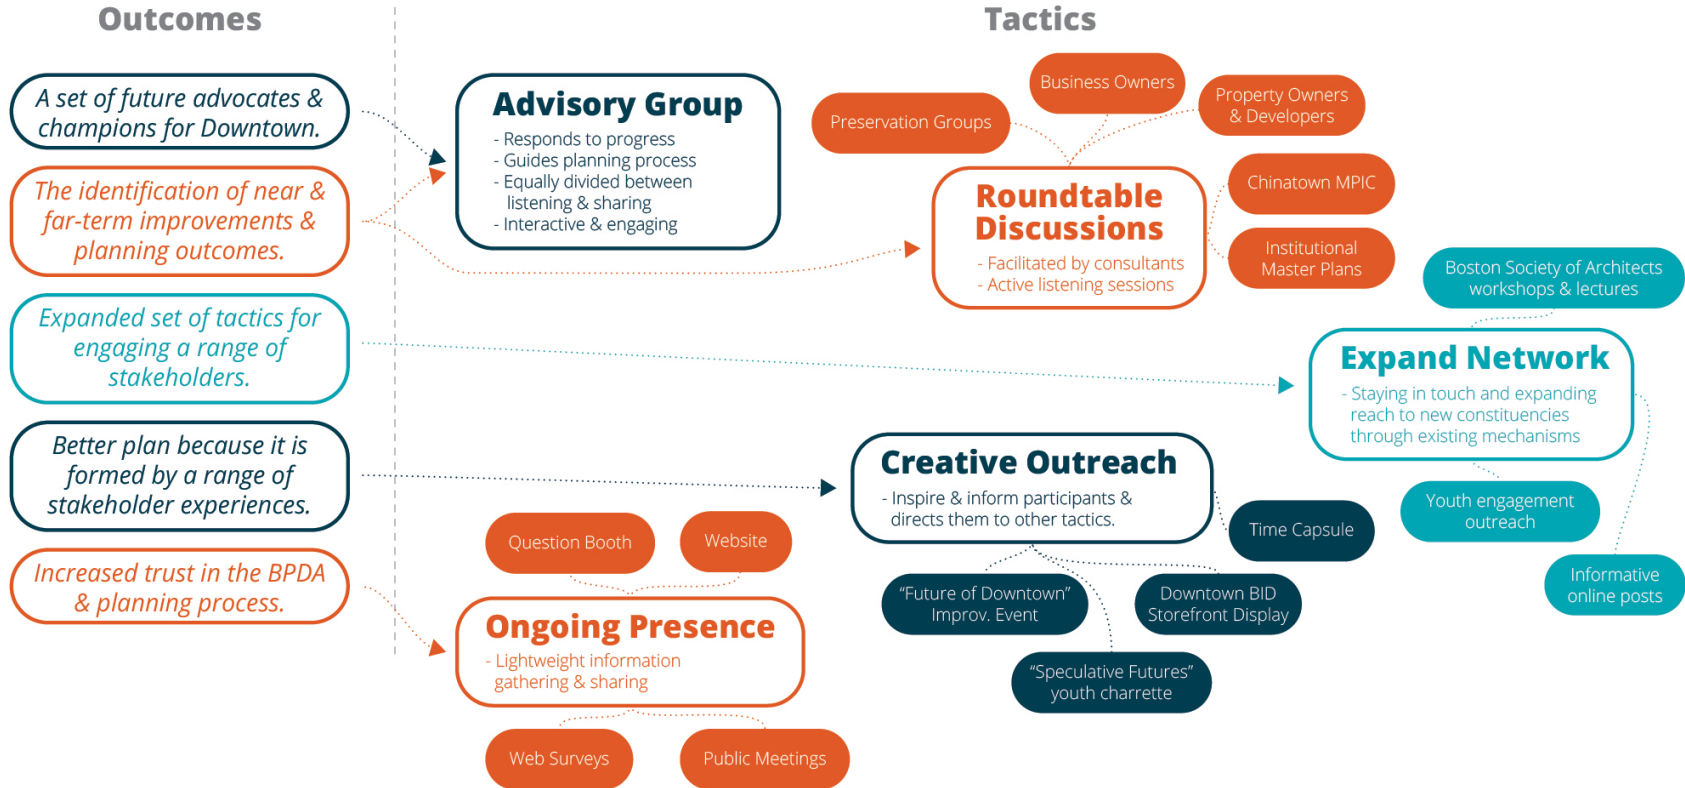 Outcomes
Tactics
A set of future advocates &
champions for Downtown.
The identification of near &
far-term improvements &
planning outcomes.
Expanded set of tactics for
engaging a range of
stakeholders.
Better plan because it is
formed by a range of
stakeholder experiences.
Increased trust in the BPDA
& planning process.
Advisory Group
- Responds to progress
- Guides planning process
- Equally divided between
listening & sharing
- Interactive & engaging
Preservation Groups
Business Owners
Property Owners
& Developers
Roundtable
Discussions
- Facilitated by consultants
- Active listening sessions
Chinatown MPIC
Institutional
Master Plans
Boston Society of Architects
workshops & lectures
Expand Network
- Staying in touch and expanding
reach to new constituencies
through existing mechanisms
Youth engagement
outreach
Informative
online posts
Creative Outreach
- Inspire & inform participants &
directs them to other tactics.
Time Capsule
“Future of Downtown”
Improv. Event
Downtown BID
Storefront Display
“Speculative Futures”
youth charrette
Question Booth
Website
Ongoing Presence
- Lightweight information
gathering & sharing
Web Surveys
Public Meetings